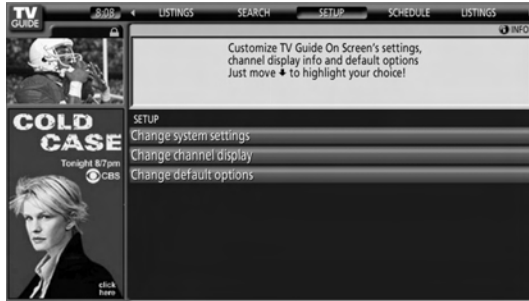 TV
GUIDE
8:08
LISTINGS SEARCH SETUP SCHEDULE LISTINGS
INFO
Customize TV Guide On Screen's settings,
channel display info and default options
Just move to highlight your choice!
COLD
CASE
Tonight 8/7pm
CBS
click
here
SETUP
Change system settings
Change channel display
Change default options